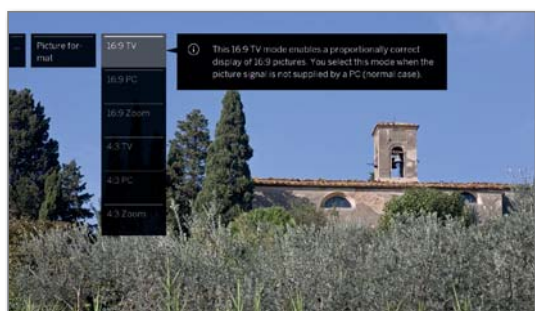 ...
Picture for-
mat
16:9 TV
16:9 PC
16:9 Zoom
4:3 TV
4:3 PC
4:3 Zoom
This 16:9 TV mode enables a proportionally correct
display of 16:9 pictures. You select this mode when the
picture signal is not supplied by a PC (normal case).